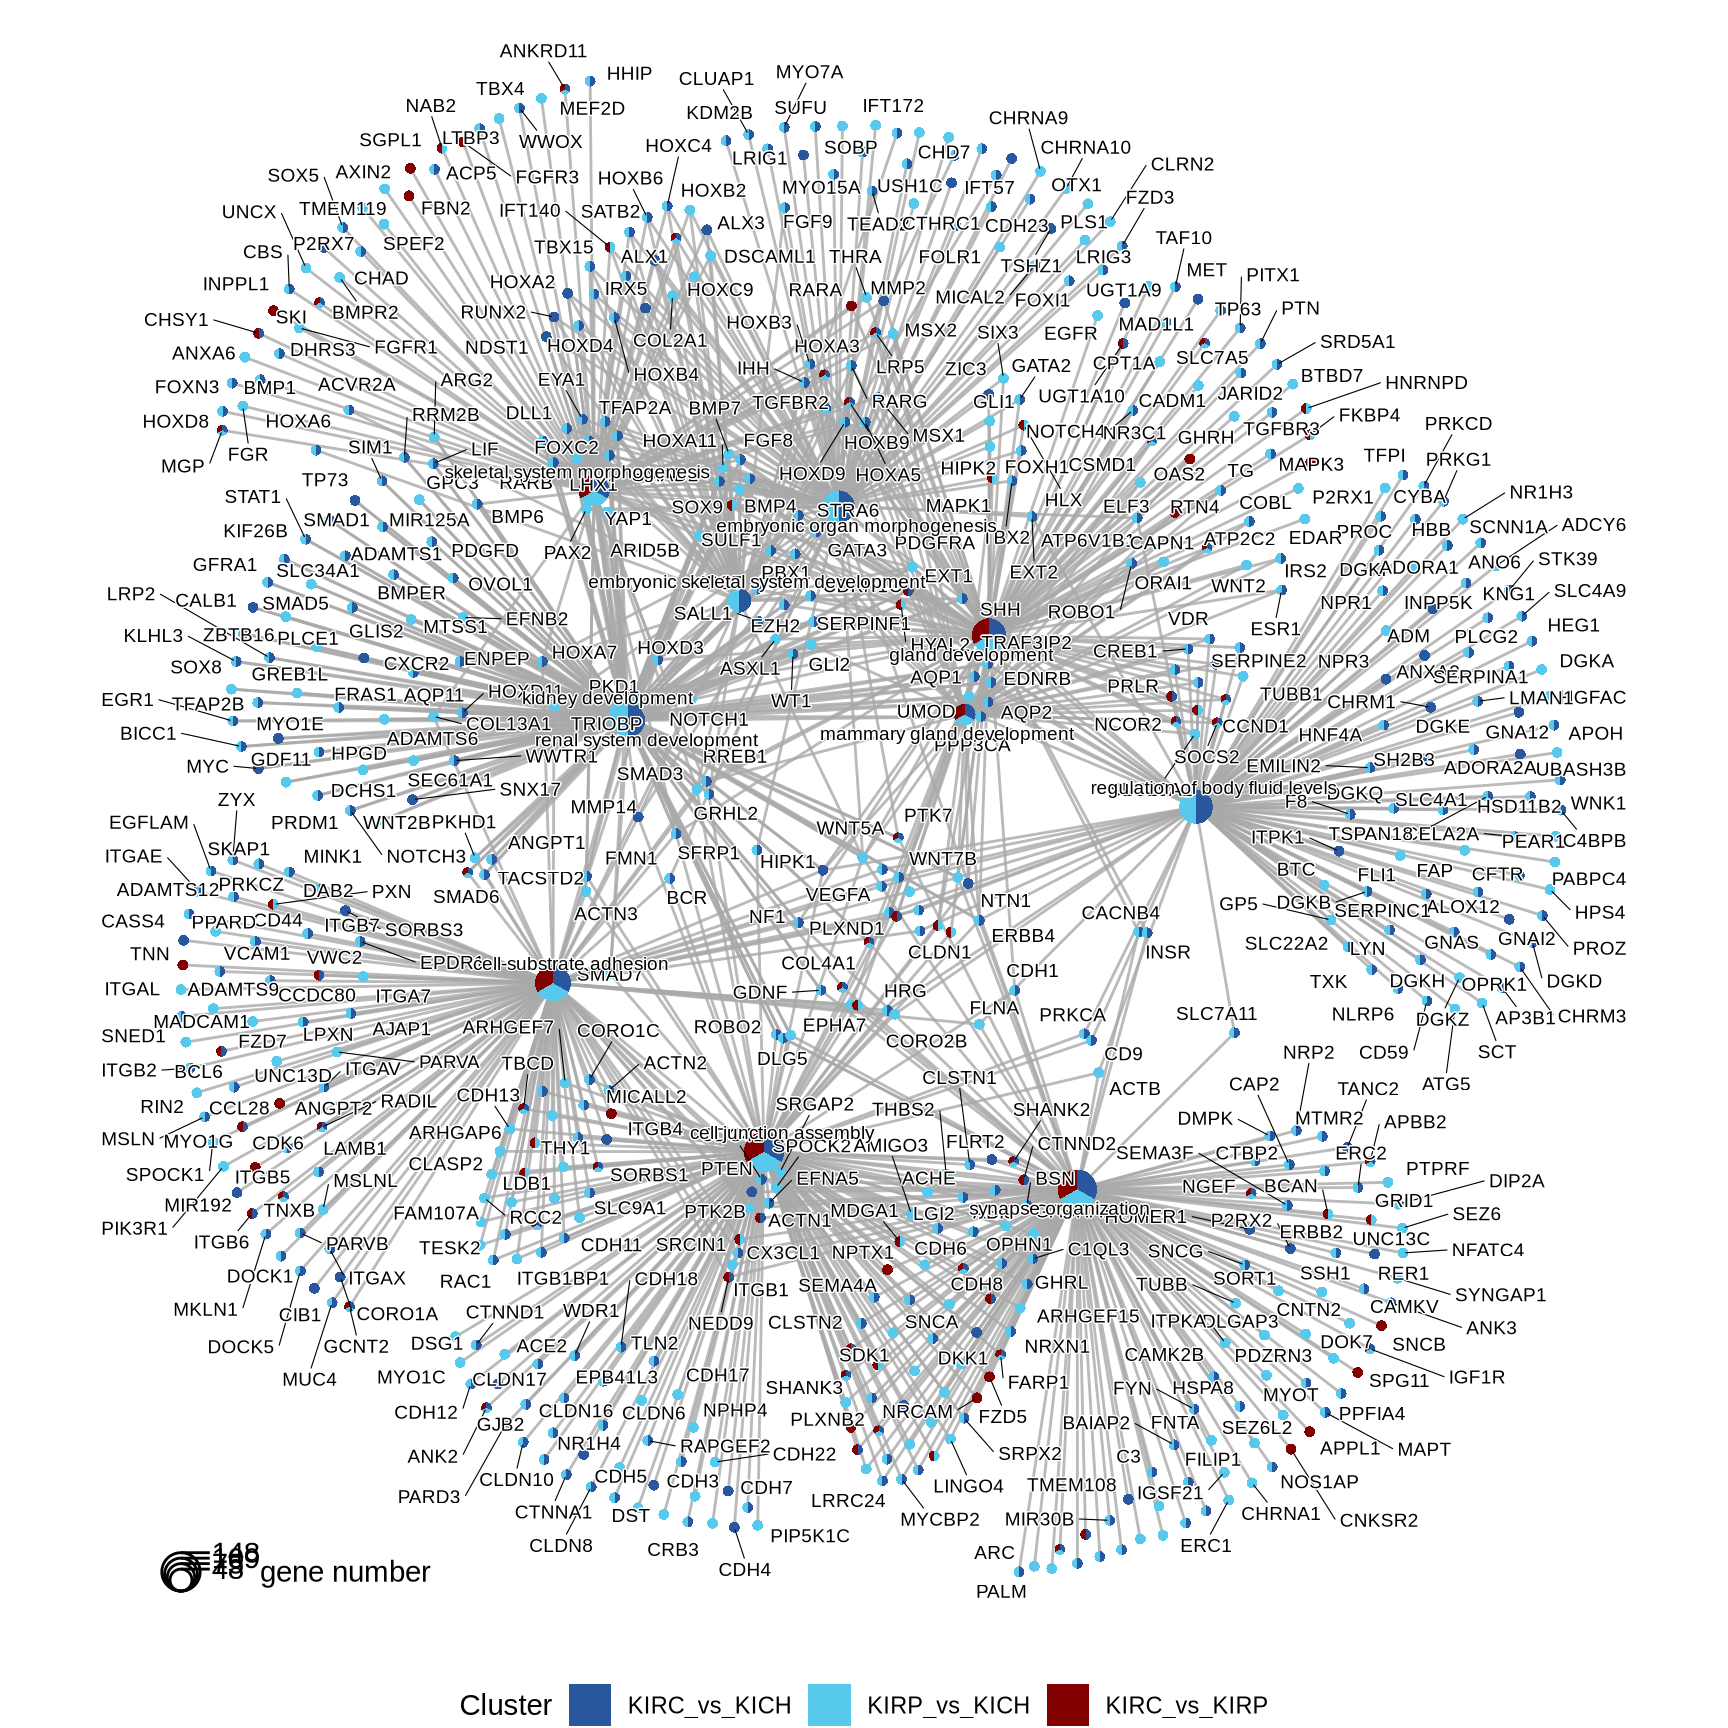 ANKRD11
HHIP
CLUAP1
MYO7A
TBX4
NAB2
MEF2D
KDM2B
SUFU
IFT172
CHRNA9
SGPL1
LTBP3
WWOX
HOXC4
LRIG1
SOBP
CHD7
CHRNA10
CLRN2
SOX5
AXIN2
ACP5
FGFR3
HOXB6
HOXB2
MYO15A
USH1C
IFT57
OTX1
FZD3
UNCX
TMEM119
FBN2
IFT140
SATB2
ALX3
FGF9
CTHRC1
CDH23
PLS1
CBS
P2RX7
SPEF2
TBX15
ALX1
DSCAML1
THRA
FOLR1
TSHZ1
LRIG3
TAF10
INPPL1
CHAD
HOXA2
IRX5
HOXC9
RARA
MMP2
MICAL2
FOXI1
UGT1A9
MET
PITX1
CHSY1
SKI
BMPR2
RUNX2
COL2A1
HOXB3
MSX2
SIX3
EGFR
MAD1L1
TP63
PTN
ANXA6
DHRS3
FGFR1
NDST1
HOXD4
HOXA3
LRP5
ZIC3
GATA2
CPT1A
SLC7A5
SRD5A1
FOXN3
BMP1
ACVR2A
ARG2
EYA1
HOXB4
IHH
TGFBR2
RARG
GLI1
UGT1A10
CADM1
JARID2
BTBD7
HNRNPD
HOXD8
HOXA6
RRM2B
DLL1
TFAP2A
BMP7
MSX1
NOTCH4
NR3C1
GHRH
TGFBR3
FKBP4
PRKCD
MGP
FGR
SIM1
LIF
FOXC2
HOXA11
FGF8
HOXB9
HOXD9
HOXA5
HIPK2
FOXH1
CSMD1
OAS2
TG
MAPK3
TFPI
PRKG1
skeletal system morphogenesis
TP73
GPC3
RARB
LHX1
STAT1
SOX9
BMP4
STRA6
MAPK1
HLX
ELF3
RTN4
COBL
P2RX1
CYBA
NR1H3
KIF26B
SMAD1
MIR125A
BMP6
YAP1
embryonic organ morphogenesis
SULF1
PAX2
ARID5B
GATA3
PDGFRA
TBX2
CAPN1
ATP2C2
EDAR
PROC
HBB
SCNN1A
ADCY6
GFRA1
ADAMTS1
PDGFD
SLC34A1
OVOL1
PBX1
EXT1
EXT2
ORAI1
WNT2
IRS2
ADORA1
ANO6
STK39
embryonic skeletal system development
LRP2
CALB1
SMAD5
BMPER
SALL1
SHH
ROBO1
NPR1
INPP5K
KNG1
SLC4A9
KLHL3
ZBTB16
PLCE1
GLIS2
MTSS1
EFNB2
EZH2
SERPINF1
HYAL2
TRAF3IP2
VDR
ESR1
ADM
PLCG2
HEG1
SOX8
GREB1L
CXCR2
ENPEP
HOXA7
HOXD3
ASXL1
GLI2
gland development
CREB1
SERPINE2
NPR3
DGKA
EGR1
TFAP2B
FRAS1
AQP11
HOXD11
PKD1
kidney development
WT1
AQP1
EDNRB
PRLR
TUBB1
CHRM1
SERPINA1
LMAN1
BICC1
MYO1E
COL13A1
TRIOBP
NOTCH1
UMOD
AQP2
NCOR2
CCND1
HNF4A
DGKE
GNA12
APOH
MYC
GDF11
HPGD
ADAMTS6
renal system development
WWTR1
RREB1
mammary gland development
PPP3CA
SOCS2
EMILIN2
SH2B3
ADORA2A
UBASH3B
DCHS1
SEC61A1
SNX17
SMAD3
F8
DGKQ
SLC4A1
HSD11B2
WNK1
ZYX
PRDM1
WNT2B
PKHD1
MMP14
GRHL2
WNT5A
PTK7
ITPK1
TSPAN18
CELA2A
PEAR1
C4BPB
EGFLAM
SKAP1
MINK1
NOTCH3
ANGPT1
FMN1
SFRP1
HIPK1
WNT7B
BTC
FLI1
FAP
CFTR
PABPC4
ITGAE
ADAMTS12
PRKCZ
DAB2
PXN
SMAD6
TACSTD2
BCR
VEGFA
NTN1
CACNB4
GP5
DGKB
SERPINC1
ALOX12
HPS4
CASS4
PPARD
CD44
ITGB7
SORBS3
ACTN3
NF1
PLXND1
ERBB4
INSR
SLC22A2
LYN
GNAS
GNAI2
PROZ
TNN
VCAM1
VWC2
cell-substrate adhesion
SMAD7
COL4A1
CLDN1
CDH1
TXK
DGKH
OPRK1
DGKD
ITGAL
ADAMTS9
CCDC80
ITGA7
GDNF
HRG
FLNA
PRKCA
SLC7A11
NLRP6
DGKZ
AP3B1
CHRM3
SNED1
MADCAM1
FZD7
LPXN
AJAP1
ARHGEF7
CORO1C
ROBO2
EPHA7
CORO2B
CD9
NRP2
CD59
SCT
ITGB2
BCL6
UNC13D
ITGAV
PARVA
TBCD
ACTN2
DLG5
CLSTN1
ACTB
CAP2
TANC2
ATG5
RIN2
CCL28
ANGPT2
RADIL
CDH13
MICALL2
SRGAP2
THBS2
SHANK2
DMPK
MTMR2
APBB2
MSLN
MYO1G
CDK6
LAMB1
ARHGAP6
THY1
ITGB4
cell junction assembly
SPOCK2
AMIGO3
FLRT2
CTNND2
SEMA3F
CTBP2
ERC2
SPOCK1
ITGB5
MSLNL
CLASP2
LDB1
SORBS1
PTEN
EFNA5
ACHE
BSN
NGEF
BCAN
PTPRF
DIP2A
MIR192
TNXB
FAM107A
RCC2
SLC9A1
PTK2B
ACTN1
MDGA1
LGI2
synapse organization
HOMER1
P2RX2
GRID1
SEZ6
PIK3R1
ITGB6
PARVB
TESK2
CDH11
SRCIN1
CX3CL1
NPTX1
CDH6
OPHN1
C1QL3
SNCG
ERBB2
UNC13C
NFATC4
DOCK1
ITGAX
RAC1
ITGB1BP1
CDH18
ITGB1
SEMA4A
CDH8
GHRL
TUBB
SORT1
SSH1
RER1
MKLN1
CIB1
CORO1A
CTNND1
WDR1
NEDD9
CLSTN2
SNCA
ARHGEF15
ITPKA
DLGAP3
CNTN2
CAMKV
SYNGAP1
DOCK5
GCNT2
DSG1
ACE2
TLN2
SDK1
DKK1
NRXN1
CAMK2B
PDZRN3
DOK7
SNCB
ANK3
MUC4
MYO1C
CLDN17
EPB41L3
CDH17
SHANK3
FARP1
FYN
HSPA8
MYOT
SPG11
IGF1R
CDH12
GJB2
CLDN16
CLDN6
NPHP4
PLXNB2
NRCAM
FZD5
BAIAP2
FNTA
SEZ6L2
PPFIA4
ANK2
NR1H4
RAPGEF2
CDH22
SRPX2
C3
FILIP1
APPL1
MAPT
PARD3
CLDN10
CDH5
CDH3
CDH7
LINGO4
TMEM108
IGSF21
NOS1AP
CTNNA1
DST
LRRC24
MYCBP2
MIR30B
CHRNA1
CNKSR2
CLDN8
CRB3
PIP5K1C
CDH4
ARC
ERC1
PALM
148
48
gene number
Cluster
KIRC_vs_KICH
KIRP_vs_KICH
KIRC_vs_KIRP